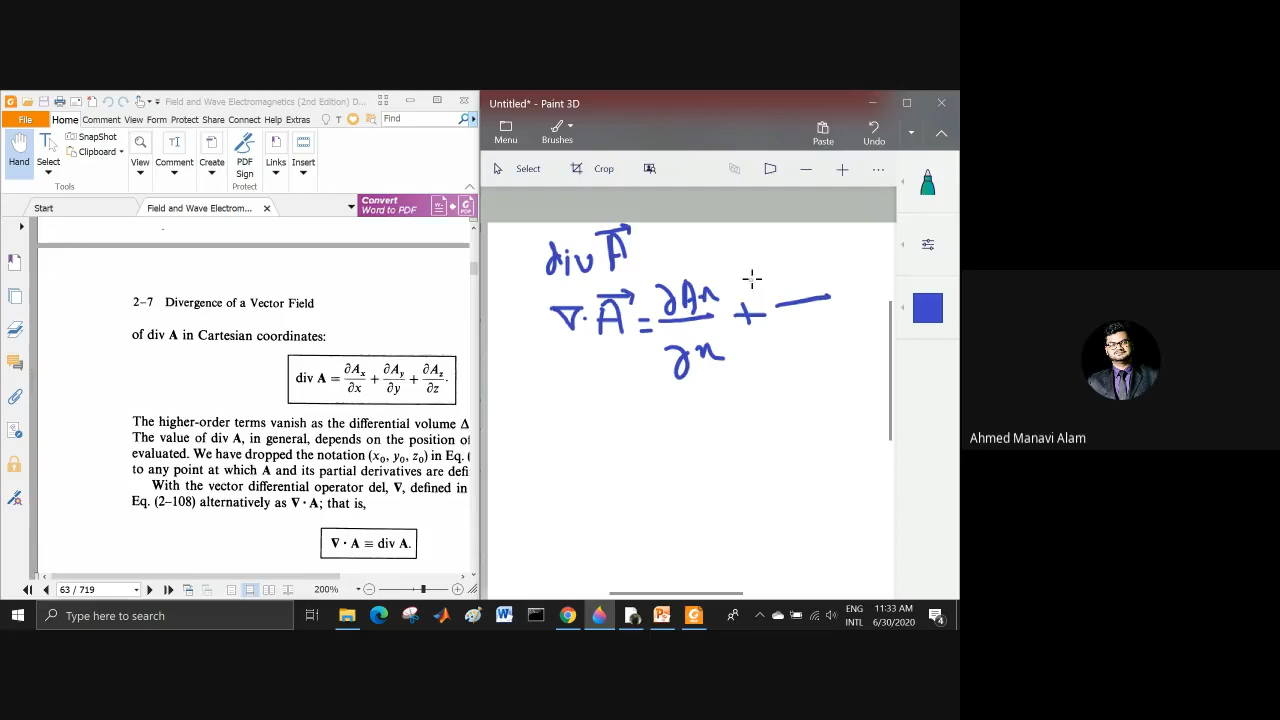 Field and Wave Electromagnetics (2nd Edition) D...
File Home Comment View Form Protect Share Connect Help Extras Find
Hand
Select
SnapShot
Clipboard
View
Comment
Create
PDF
Sign
Links
Insert
Tools
Protect
Start
Field and Wave Electrom...
Convert
Word to PDF
2–7 Divergence of a Vector Field
of div A in Cartesian coordinates:
div A = ∂Ax/∂x + ∂Ay/∂y + ∂Az/∂z.
The higher-order terms vanish as the differential volume Δ
The value of div A, in general, depends on the position of
evaluated. We have dropped the notation (x0, y0, z0) in Eq. (
to any point at which A and its partial derivatives are defi
With the vector differential operator del, ∇, defined in
Eq. (2–108) alternatively as ∇ · A; that is,
∇ · A ≡ div A.
63 / 719
200%
Untitled* - Paint 3D
Menu
Brushes
Paste
Undo
Select
Crop
div A
∇ · A = ∂Ax/∂x +
Ahmed Manavi Alam
Type here to search
ENG
INTL
11:33 AM
6/30/2020
4